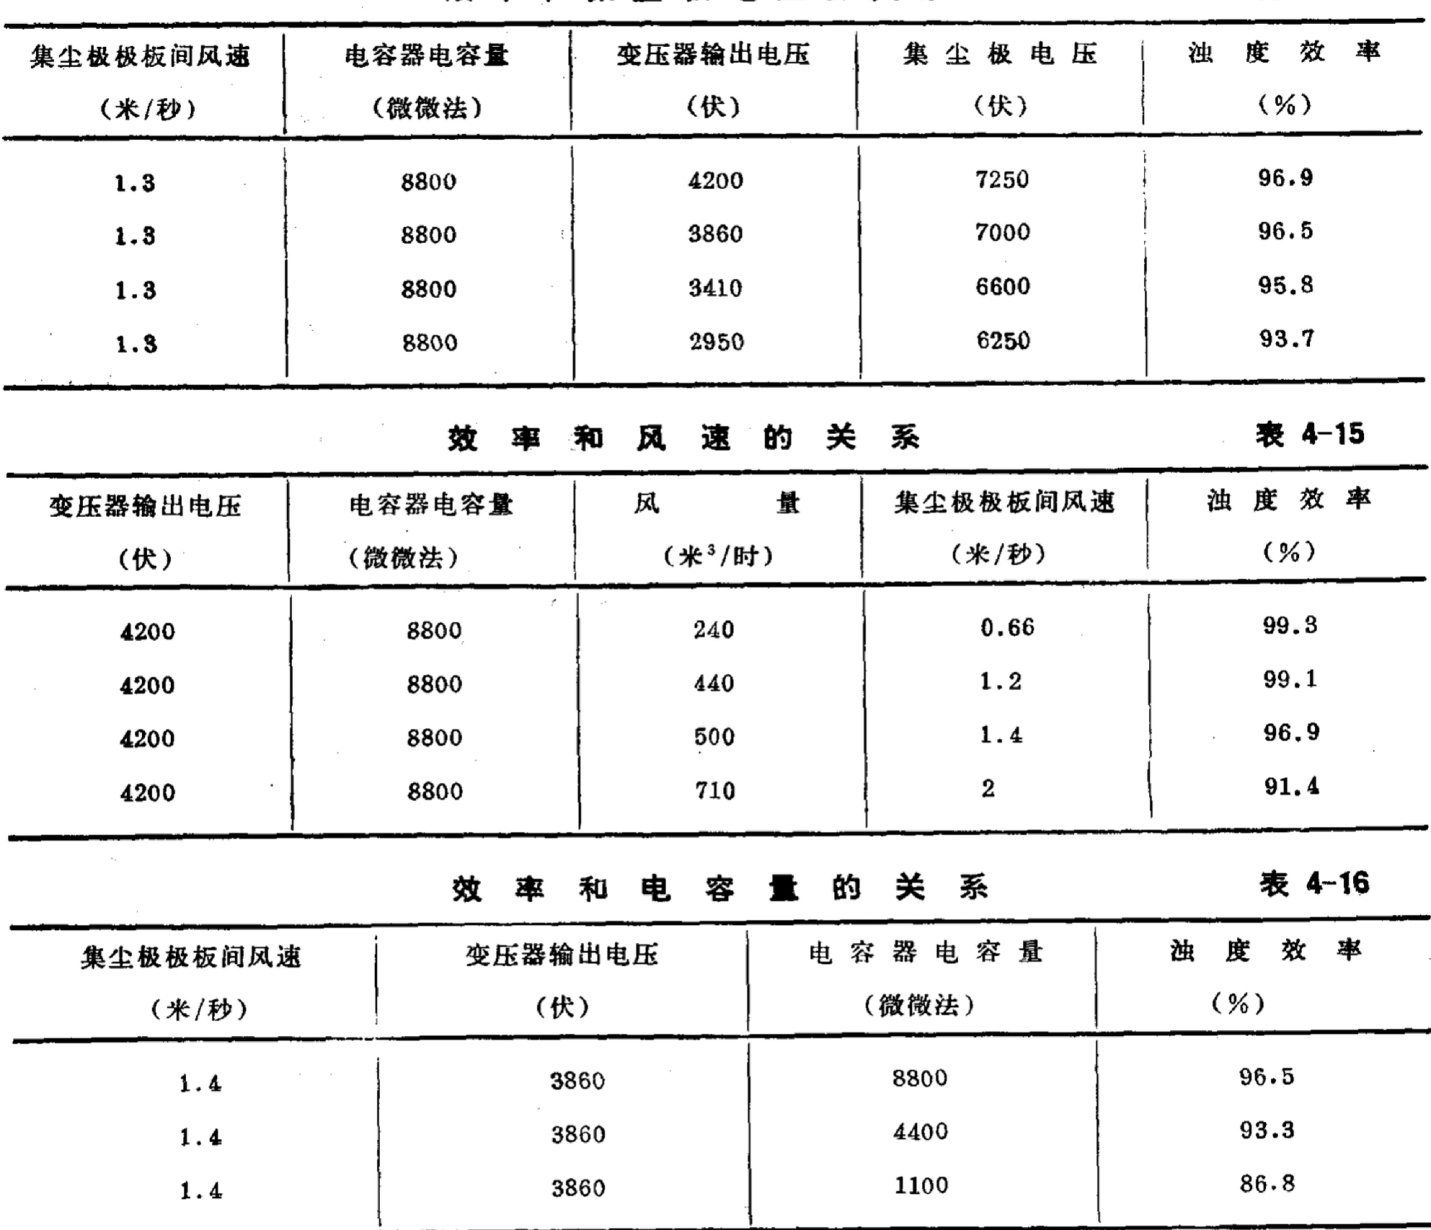 集尘极极板间风速 电容器电容量 变压器输出电压 集尘极电压 浊度效率
（米/秒） （微微法） （伏） （伏） （%）
1.3 8800 4200 7250 96.9
1.3 8800 3860 7000 96.5
1.3 8800 3410 6600 95.8
1.3 8800 2950 6250 93.7
效率和风速的关系 表 4-15
变压器输出电压 电容器电容量 风量 集尘极极板间风速 浊度效率
（伏） （微微法） （米³/时） （米/秒） （%）
4200 8800 240 0.66 99.3
4200 8800 440 1.2 99.1
4200 8800 500 1.4 96.9
4200 8800 710 2 91.4
效率和电容量的关系 表 4-16
集尘极极板间风速 变压器输出电压 电容器电容量 浊度效率
（米/秒） （伏） （微微法） （%）
1.4 3860 8800 96.5
1.4 3860 4400 93.3
1.4 3860 1100 86.8